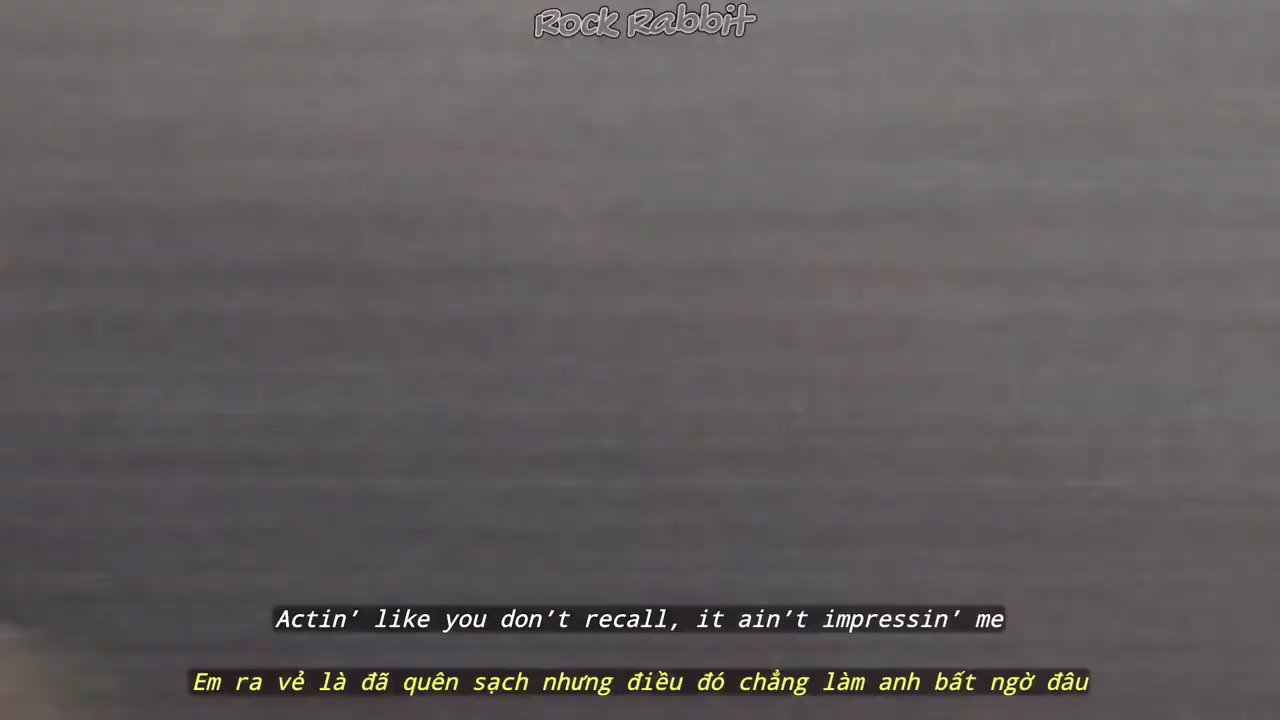 Rock Rabbit
Actin’ like you don’t recall, it ain’t impressin’ me
Em ra vẻ là đã quên sạch nhưng điều đó chẳng làm anh bất ngờ đâu